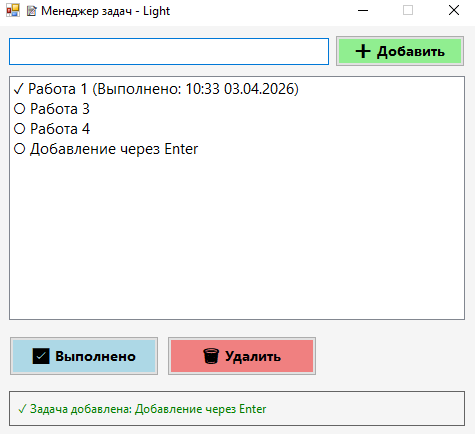 Менеджер задач - Light
Добавить
✓ Работа 1 (Выполнено: 10:33 03.04.2026)
○ Работа 3
○ Работа 4
○ Добавление через Enter
Выполнено
Удалить
✓ Задача добавлена: Добавление через Enter